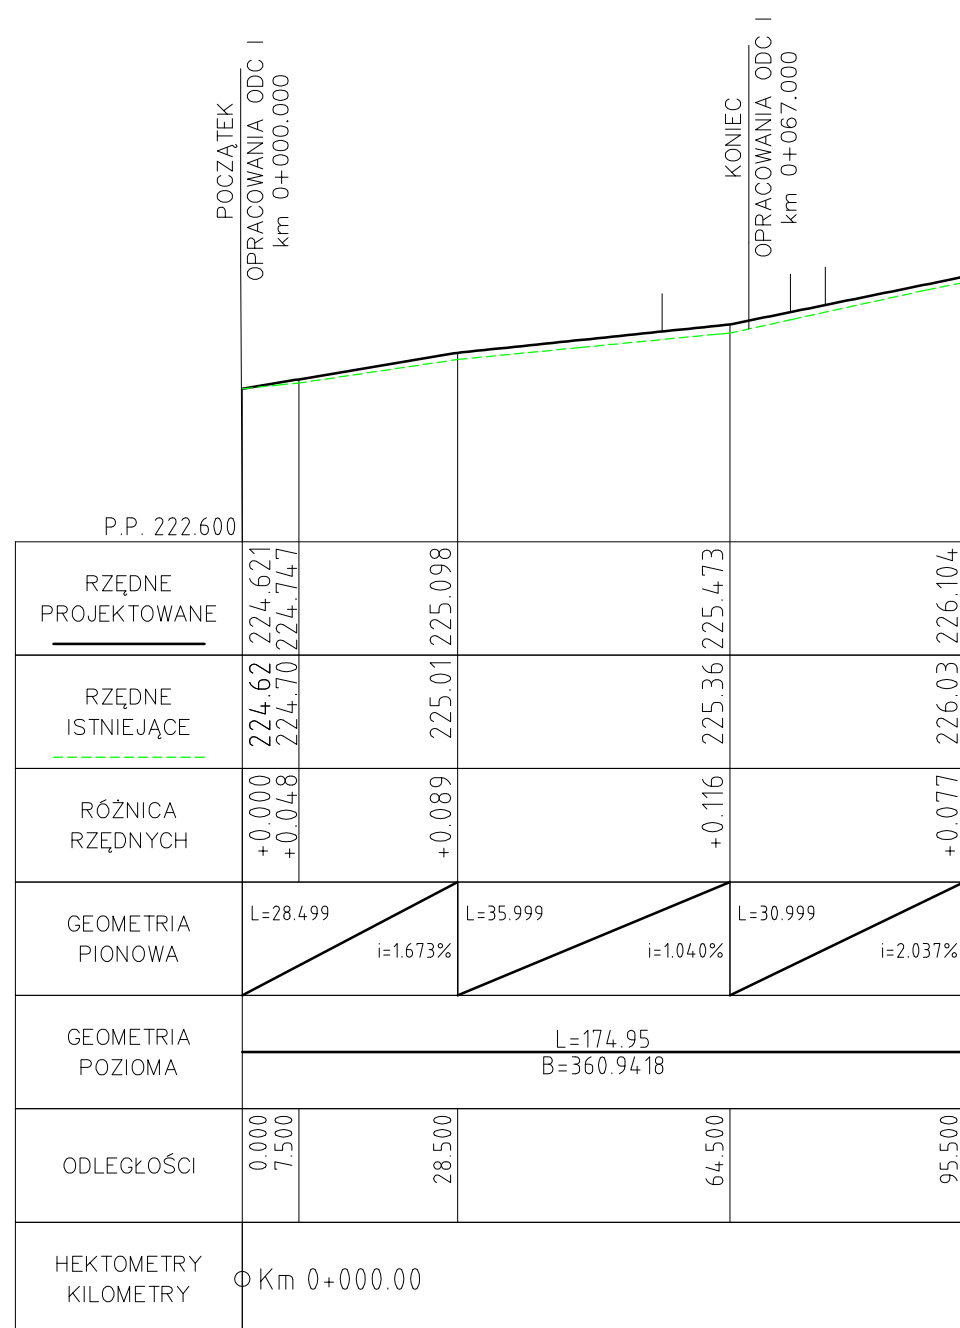 POCZĄTEK
OPRACOWANIA ODC I
km 0+000.000
KONIEC
OPRACOWANIA ODC I
km 0+067.000
P.P. 222.600
RZĘDNE
PROJEKTOWANE
224.621
224.747
225.098
225.473
226.104
RZĘDNE
ISTNIEJĄCE
224.62
224.70
225.01
225.36
226.03
RÓŻNICA
RZĘDNYCH
+0.000
+0.048
+0.089
+0.116
+0.077
GEOMETRIA
PIONOWA
L=28.499
i=1.673%
L=35.999
i=1.040%
L=30.999
i=2.037%
GEOMETRIA
POZIOMA
L=174.95
B=360.9418
ODLEGŁOŚCI
0.000
7.500
28.500
64.500
95.500
HEKTOMETRY
KILOMETRY
Km 0+000.00